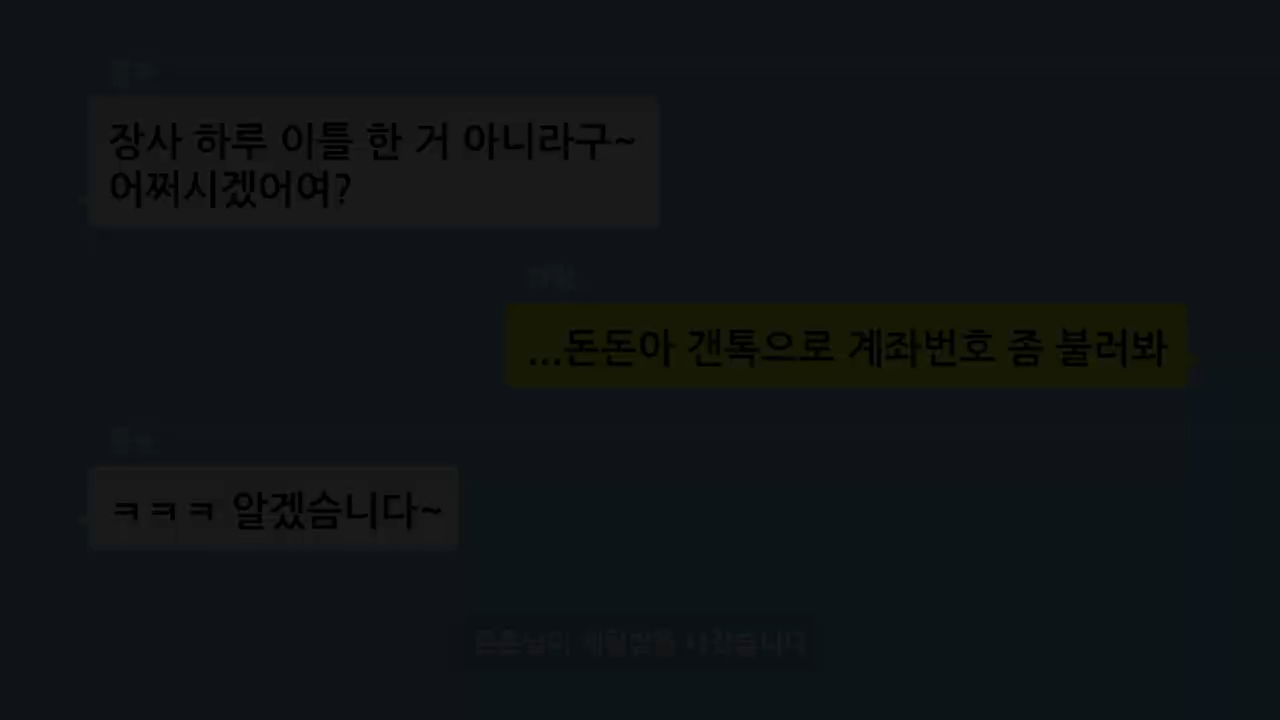 장사 하루 이틀 한 거 아니라구~
어쩌시겠어여?
...돈돈아 갠톡으로 계좌번호 좀 불러봐
ㅋㅋㅋ 알겠슴니다~